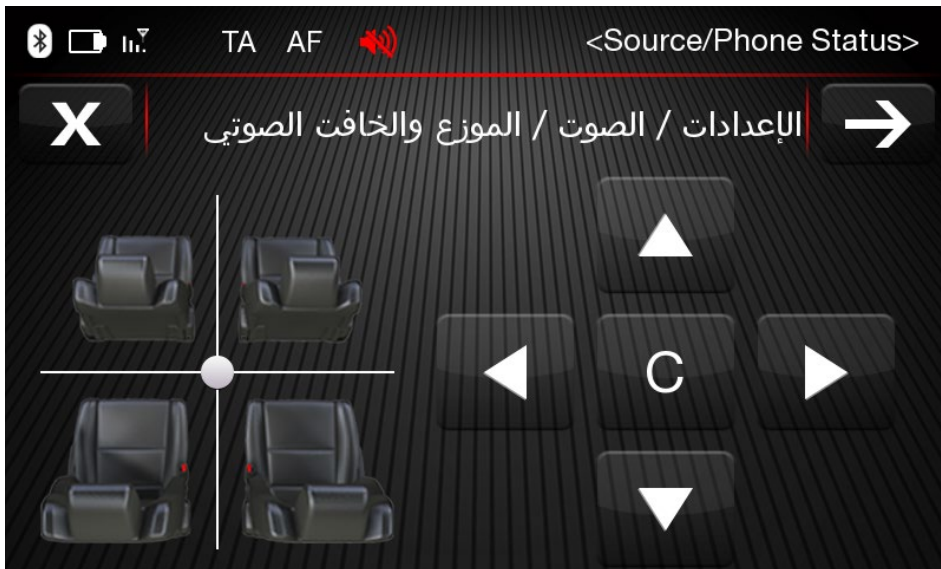 TA AF <Source/Phone Status>
X الإعدادات / الصوت / الموزع والخافت الصوتي
C